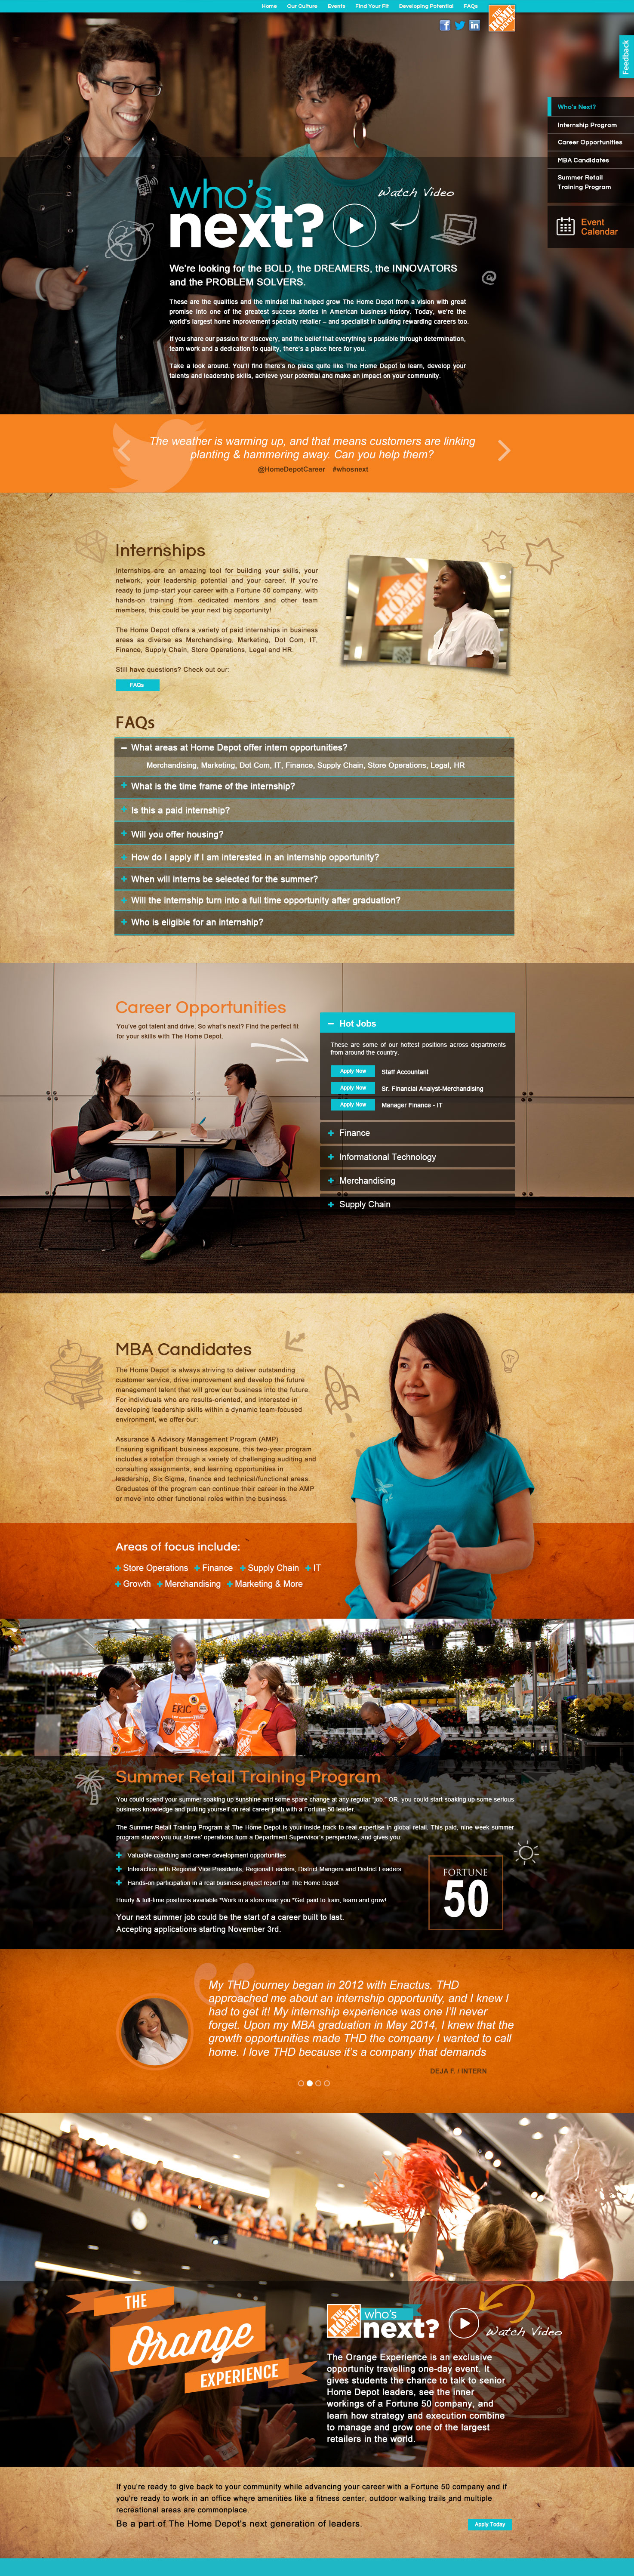 Home Our Culture Events Find Your Fit Developing Potential FAQs
THE HOME DEPOT
Feedback
Who's Next?
Internship Program
Career Opportunities
MBA Candidates
Summer Retail
Training Program
Event
Calendar
who's
next?
Watch Video
We're looking for the BOLD, the DREAMERS, the INNOVATORS
and the PROBLEM SOLVERS.
These are the qualities and the mindset that helped grow The Home Depot from a vision with great
promise into one of the greatest success stories in American business history. Today, we're the
world's largest home improvement specialty retailer – and specialist in building rewarding careers too.
If you share our passion for discovery, and the belief that everything is possible through determination,
team work and a dedication to quality, there's a place here for you.
Take a look around. You'll find there's no place quite like The Home Depot to learn, develop your
talents and leadership skills, achieve your potential and make an impact on your community.
The weather is warming up, and that means customers are linking
planting & hammering away. Can you help them?
@HomeDepotCareer #whosnext
Internships
Internships are an amazing tool for building your skills, your
network, your leadership potential and your career. If you're
ready to jump-start your career with a Fortune 50 company, with
hands-on training from dedicated mentors and other team
members, this could be your next big opportunity!
The Home Depot offers a variety of paid internships in business
areas as diverse as Merchandising, Marketing, Dot Com, IT,
Finance, Supply Chain, Store Operations, Legal and HR.
Still have questions? Check out our:
FAQs
FAQs
What areas at Home Depot offer intern opportunities?
Merchandising, Marketing, Dot Com, IT, Finance, Supply Chain, Store Operations, Legal, HR
What is the time frame of the internship?
Is this a paid internship?
Will you offer housing?
How do I apply if I am interested in an internship opportunity?
When will interns be selected for the summer?
Will the internship turn into a full time opportunity after graduation?
Who is eligible for an internship?
Career Opportunities
You've got talent and drive. So what's next? Find the perfect fit
for your skills with The Home Depot.
Hot Jobs
These are some of our hottest positions across departments
from around the country.
Apply Now Staff Accountant
Apply Now Sr. Financial Analyst-Merchandising
Apply Now Manager Finance - IT
Finance
Informational Technology
Merchandising
Supply Chain
MBA Candidates
The Home Depot is always striving to deliver outstanding
customer service, drive improvement and develop the future
management talent that will grow our business into the future.
For individuals who are results-oriented, and interested in
developing leadership skills within a dynamic team-focused
environment, we offer our:
Assurance & Advisory Management Program (AMP)
Ensuring significant business exposure, this two-year program
includes a rotation through a variety of challenging auditing and
consulting assignments, and learning opportunities in
leadership, Six Sigma, finance and technical/functional areas.
Graduates of the program can continue their career in the AMP
or move into other functional roles within the business.
Areas of focus include:
Store Operations Finance Supply Chain IT
Growth Merchandising Marketing & More
ERIC
Summer Retail Training Program
You could spend your summer soaking up sunshine and some spare change at any regular "job." OR, you could start soaking up some serious
business knowledge and putting yourself on real career path with a Fortune 50 leader.
The Summer Retail Training Program at The Home Depot is your inside track to real expertise in global retail. This paid, nine-week summer
program shows you our stores' operations from a Department Supervisor's perspective, and gives you:
Valuable coaching and career development opportunities
Interaction with Regional Vice Presidents, Regional Leaders, District Mangers and District Leaders
Hands-on participation in a real business project report for The Home Depot
Hourly & full-time positions available *Work in a store near you *Get paid to train, learn and grow!
Your next summer job could be the start of a career built to last.
Accepting applications starting November 3rd.
FORTUNE
50
My THD journey began in 2012 with Enactus. THD
approached me about an internship opportunity, and I knew I
had to get it! My internship experience was one I'll never
forget. Upon my MBA graduation in May 2014, I knew that the
growth opportunities made THD the company I wanted to call
home. I love THD because it's a company that demands
DEJA F. / INTERN
THE
Orange
EXPERIENCE
THE HOME DEPOT
who's
next?
Watch Video
The Orange Experience is an exclusive
opportunity travelling one-day event. It
gives students the chance to talk to senior
Home Depot leaders, see the inner
workings of a Fortune 50 company, and
learn how strategy and execution combine
to manage and grow one of the largest
retailers in the world.
If you're ready to give back to your community while advancing your career with a Fortune 50 company and if
you're ready to work in an office where amenities like a fitness center, outdoor walking trails and multiple
recreational areas are commonplace.
Be a part of The Home Depot's next generation of leaders.
Apply Today